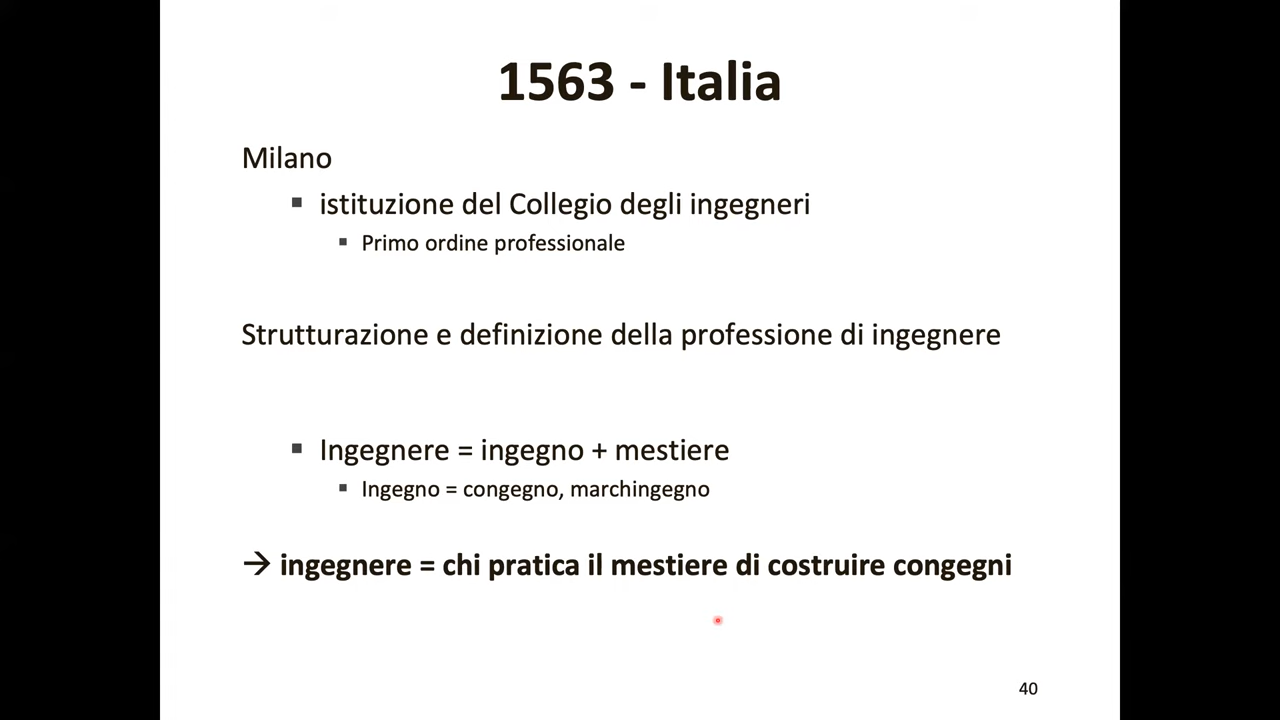 1563 - Italia
Milano
▪ istituzione del Collegio degli ingegneri
▪ Primo ordine professionale
Strutturazione e definizione della professione di ingegnere
▪ Ingegnere = ingegno + mestiere
▪ Ingegno = congegno, marchingegno
→ ingegnere = chi pratica il mestiere di costruire congegni
40